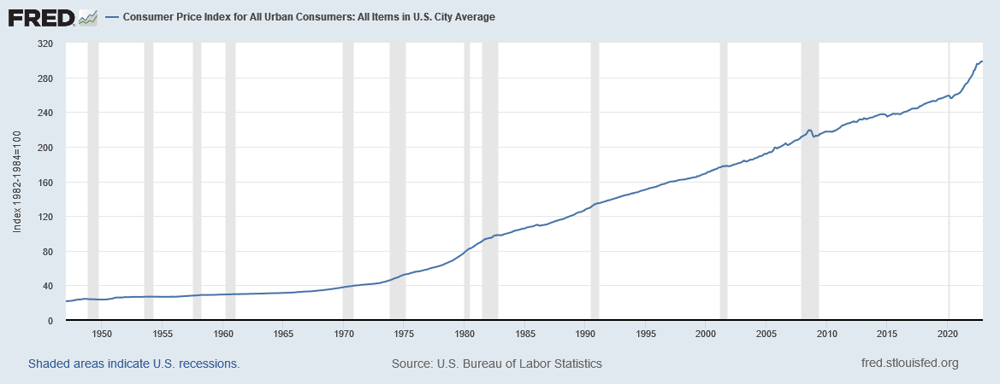 FRED
Consumer Price Index for All Urban Consumers: All Items in U.S. City Average
320
280
240
200
160
120
80
40
0
Index 1982-1984=100
1950 1955 1960 1965 1970 1975 1980 1985 1990 1995 2000 2005 2010 2015 2020
Shaded areas indicate U.S. recessions. Source: U.S. Bureau of Labor Statistics fred.stlouisfed.org